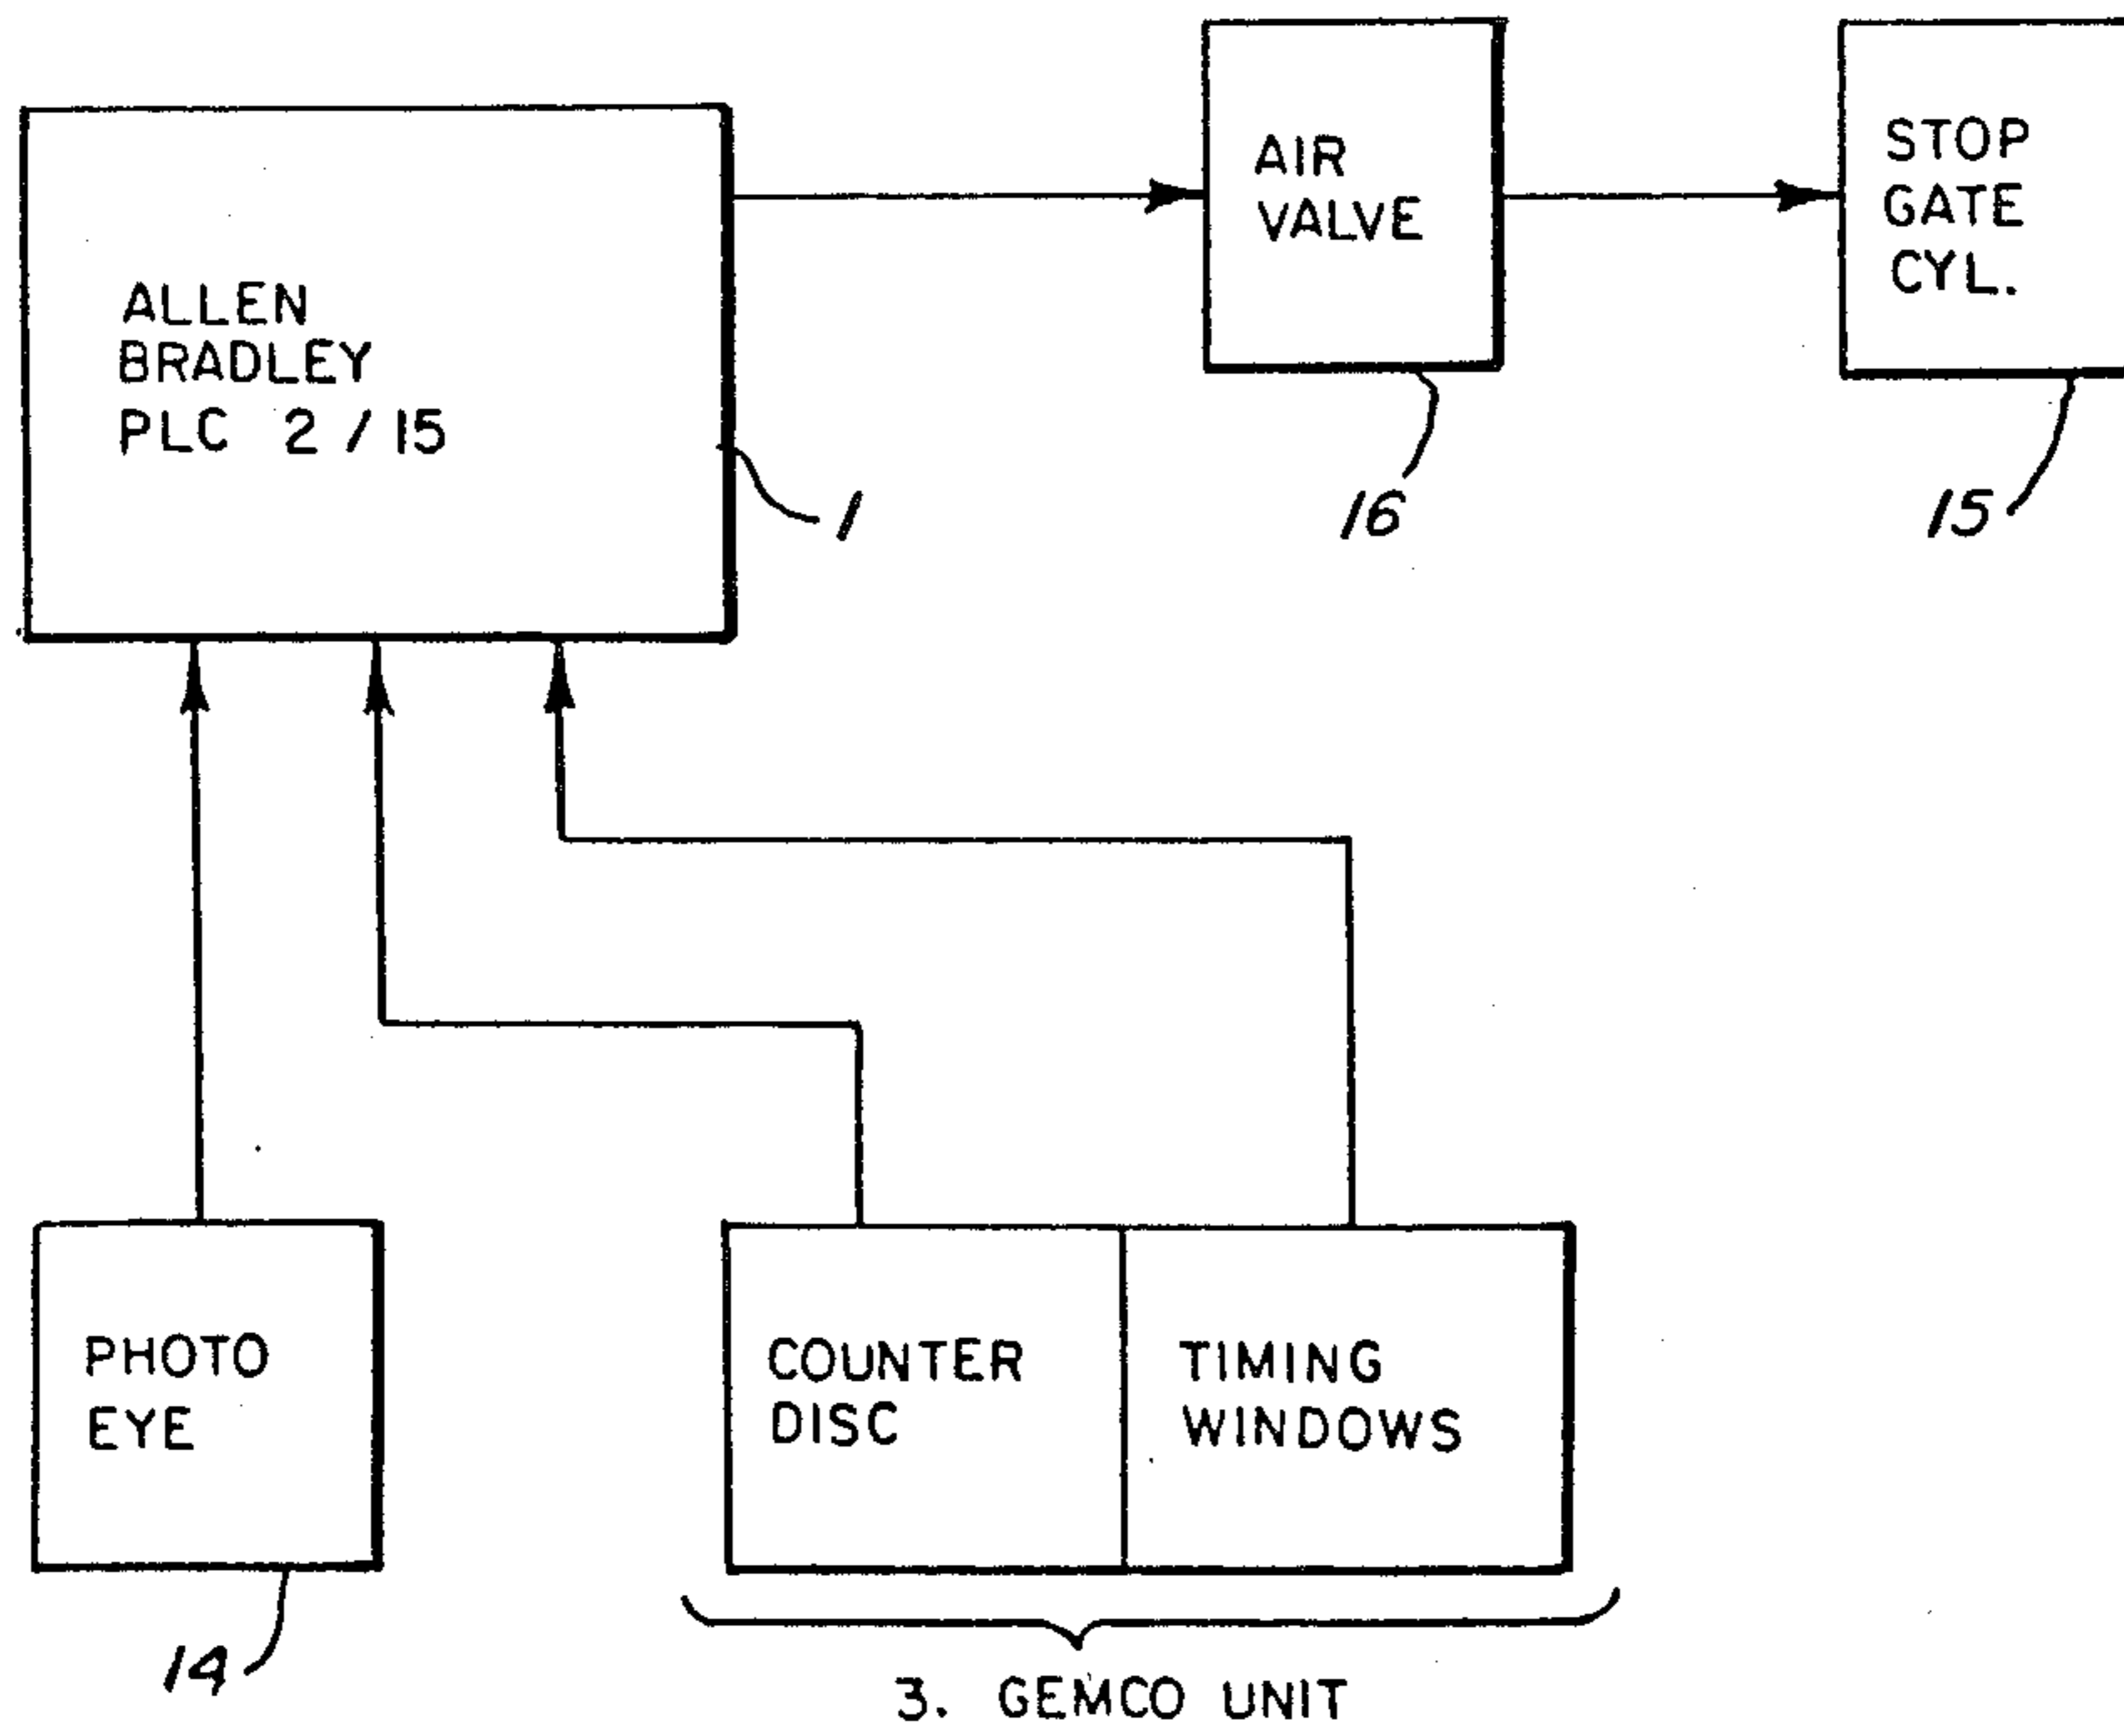 ALLEN
BRADLEY
PLC 2/15
1
AIR
VALVE
16
STOP
GATE
CYL.
15
PHOTO
EYE
14
COUNTER
DISC
TIMING
WINDOWS
3. GEMCO UNIT